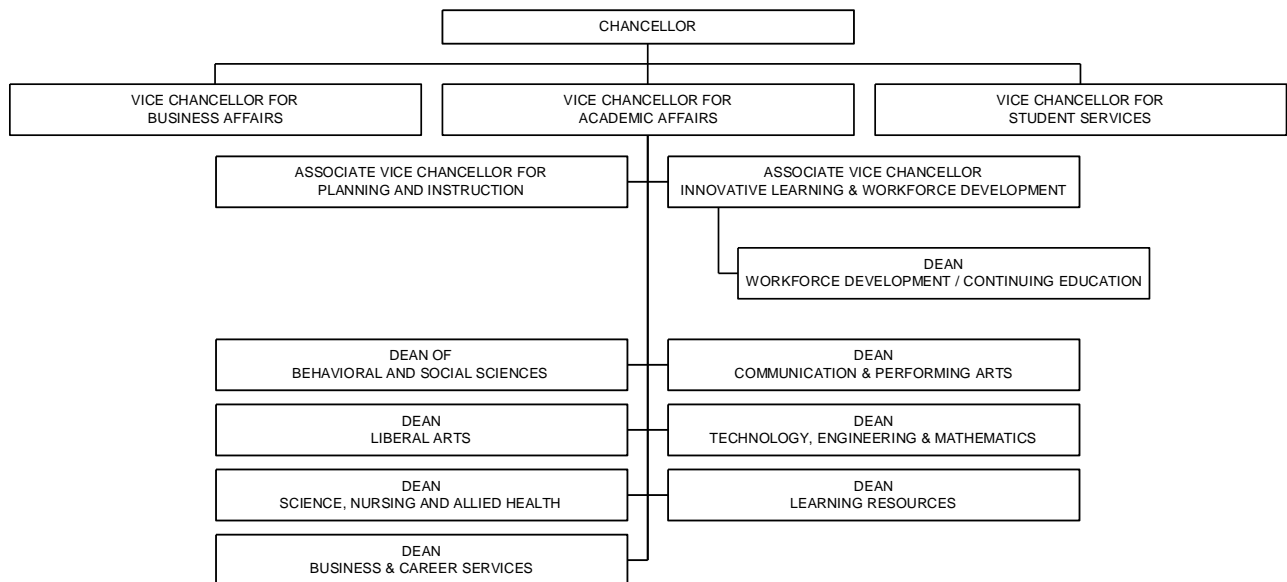 CHANCELLOR
VICE CHANCELLOR FOR
BUSINESS AFFAIRS
VICE CHANCELLOR FOR
ACADEMIC AFFAIRS
VICE CHANCELLOR FOR
STUDENT SERVICES
ASSOCIATE VICE CHANCELLOR FOR
PLANNING AND INSTRUCTION
ASSOCIATE VICE CHANCELLOR
INNOVATIVE LEARNING & WORKFORCE DEVELOPMENT
DEAN
WORKFORCE DEVELOPMENT / CONTINUING EDUCATION
DEAN OF
BEHAVIORAL AND SOCIAL SCIENCES
DEAN
COMMUNICATION & PERFORMING ARTS
DEAN
LIBERAL ARTS
DEAN
TECHNOLOGY, ENGINEERING & MATHEMATICS
DEAN
SCIENCE, NURSING AND ALLIED HEALTH
DEAN
LEARNING RESOURCES
DEAN
BUSINESS & CAREER SERVICES